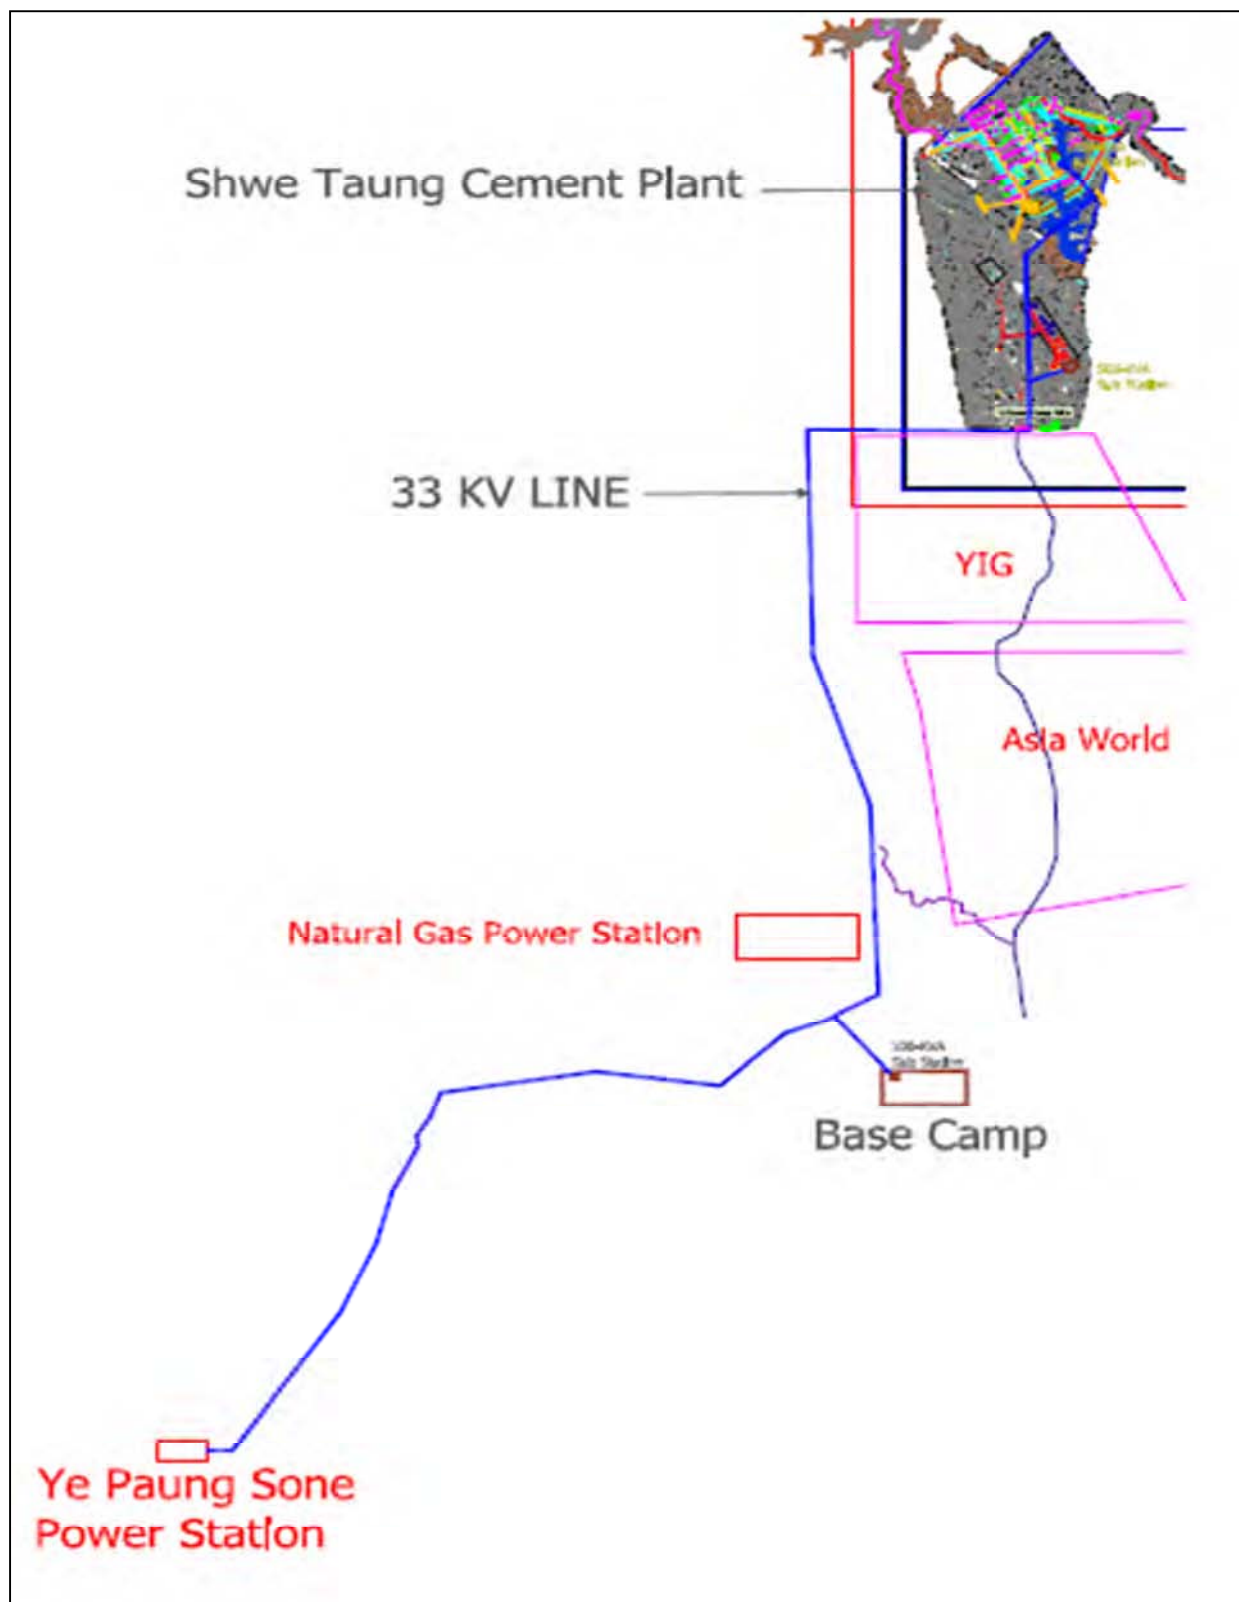 Shwe Taung Cement Plant
33 KV LINE
YIG
Asia World
Natural Gas Power Station
Base Camp
Ye Paung Sone
Power Station